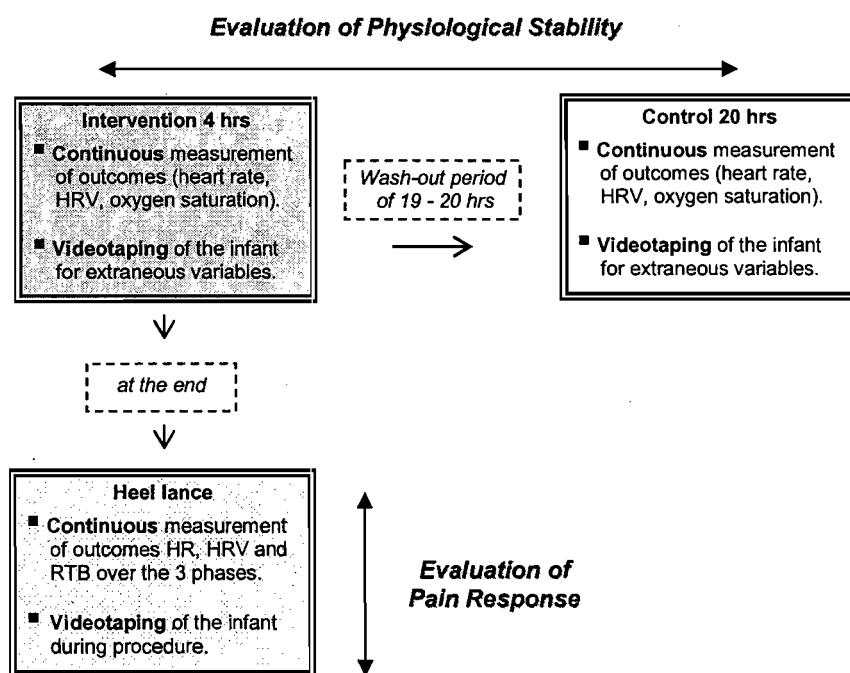 Evaluation of Physiological Stability
Intervention 4 hrs
▪ Continuous measurement
of outcomes (heart rate,
HRV, oxygen saturation).
▪ Videotaping of the infant
for extraneous variables.
Wash-out period
of 19 - 20 hrs
Control 20 hrs
▪ Continuous measurement
of outcomes (heart rate,
HRV, oxygen saturation).
▪ Videotaping of the infant
for extraneous variables.
at the end
Heel lance
▪ Continuous measurement
of outcomes HR, HRV and
RTB over the 3 phases.
▪ Videotaping of the infant
during procedure.
Evaluation of
Pain Response